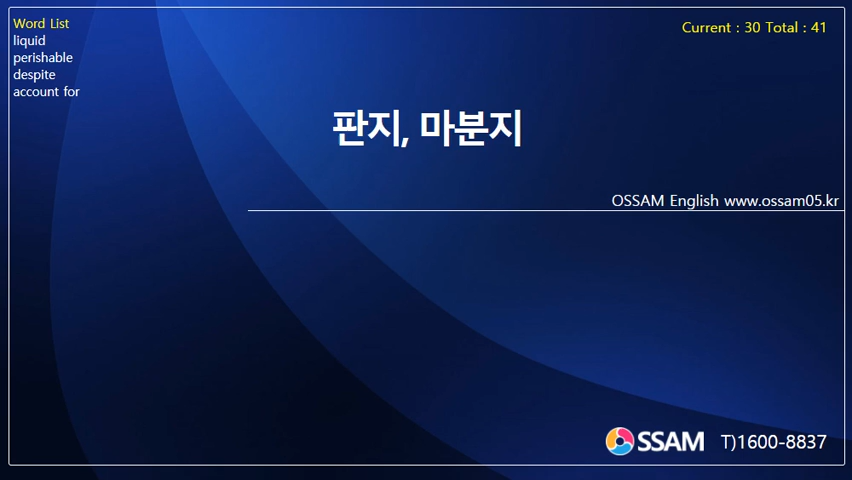 Word List
liquid
perishable
despite
account for
Current : 30 Total : 41
판지, 마분지
OSSAM English www.ossam05.kr
OSSAM T)1600-8837